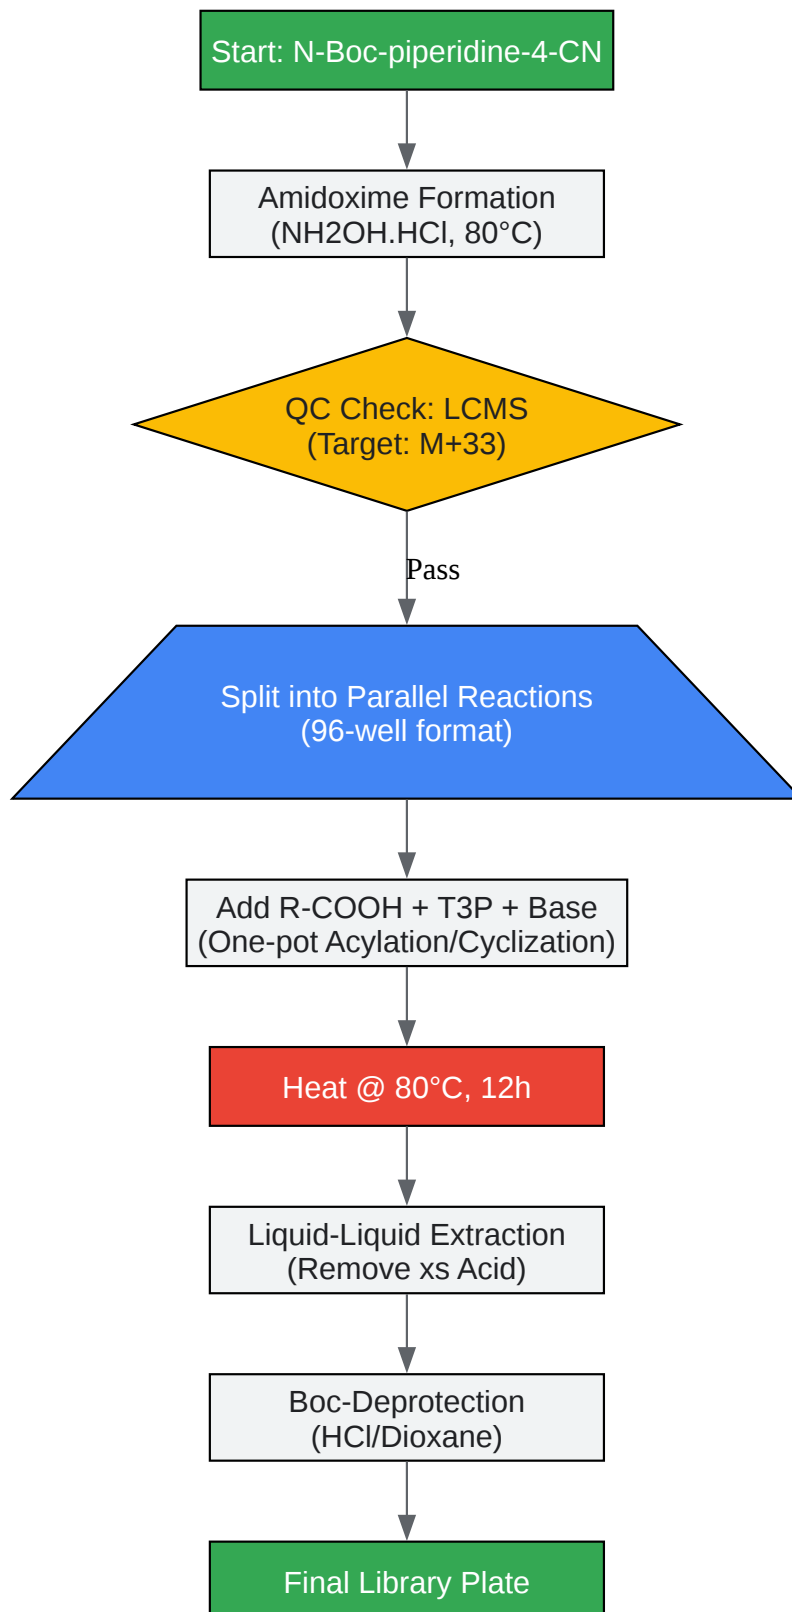 Start: N-Boc-piperidine-4-CN
Amidoxime Formation
(NH2OH.HCl, 80°C)
QC Check: LCMS
(Target: M+33)
Pass
Split into Parallel Reactions
(96-well format)
Add R-COOH + T3P + Base
(One-pot Acylation/Cyclization)
Heat @ 80°C, 12h
Liquid-Liquid Extraction
(Remove xs Acid)
Boc-Deprotection
(HCl/Dioxane)
Final Library Plate